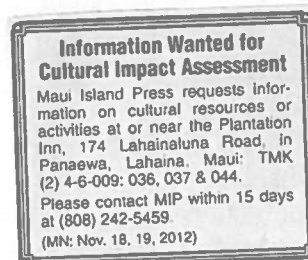 Information Wanted for
Cultural Impact Assessment
Maui Island Press requests infor-
mation on cultural resources or
activities at or near the Plantation
Inn, 174 Lahainaluna Road, in
Panaewa, Lahaina, Maui: TMK
(2) 4-6-009: 036, 037 & 044.
Please contact MIP within 15 days
at (808) 242-5459.
(MN: Nov. 18, 19, 2012)